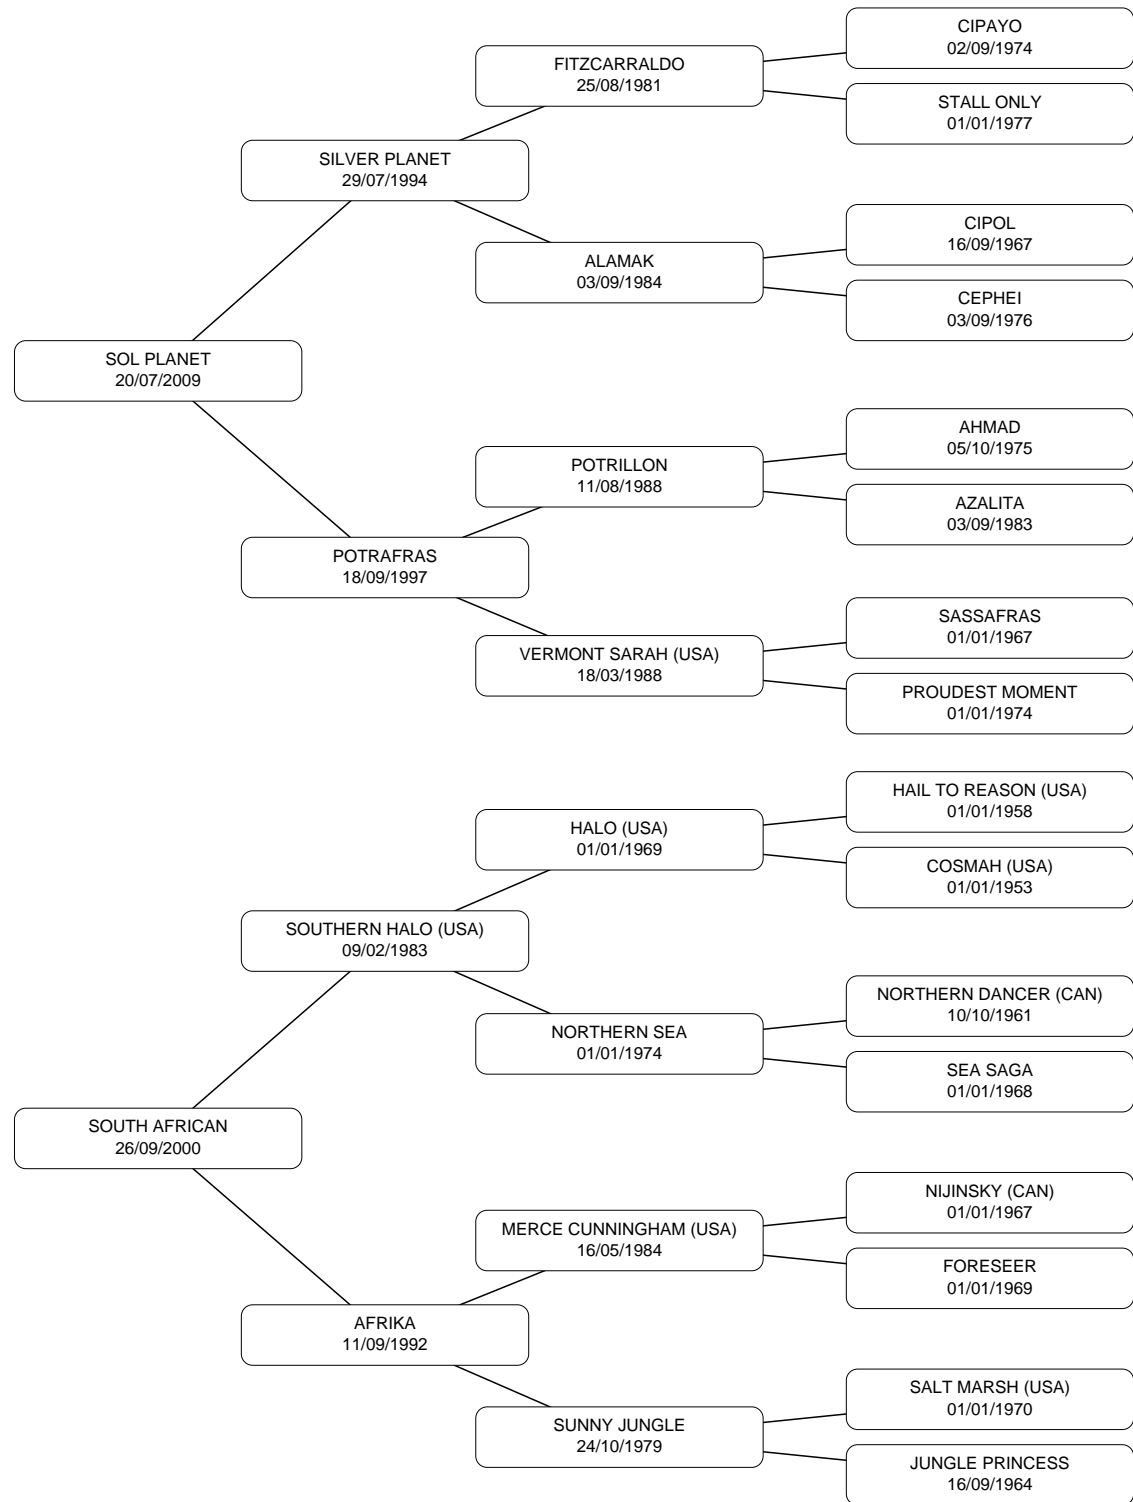 CIPAYO
02/09/1974
FITZCARRALDO
25/08/1981
STALL ONLY
01/01/1977
SILVER PLANET
29/07/1994
CIPOL
16/09/1967
ALAMAK
03/09/1984
CEPHEI
03/09/1976
SOL PLANET
20/07/2009
AHMAD
05/10/1975
POTRILLON
11/08/1988
AZALITA
03/09/1983
POTRAFRAS
18/09/1997
SASSAFRAS
01/01/1967
VERMONT SARAH (USA)
18/03/1988
PROUDEST MOMENT
01/01/1974
HAIL TO REASON (USA)
01/01/1958
HALO (USA)
01/01/1969
COSMAH (USA)
01/01/1953
SOUTHERN HALO (USA)
09/02/1983
NORTHERN DANCER (CAN)
10/10/1961
NORTHERN SEA
01/01/1974
SEA SAGA
01/01/1968
SOUTH AFRICAN
26/09/2000
NIJINSKY (CAN)
01/01/1967
MERCE CUNNINGHAM (USA)
16/05/1984
FORESEER
01/01/1969
AFRIKA
11/09/1992
SALT MARSH (USA)
01/01/1970
SUNNY JUNGLE
24/10/1979
JUNGLE PRINCESS
16/09/1964